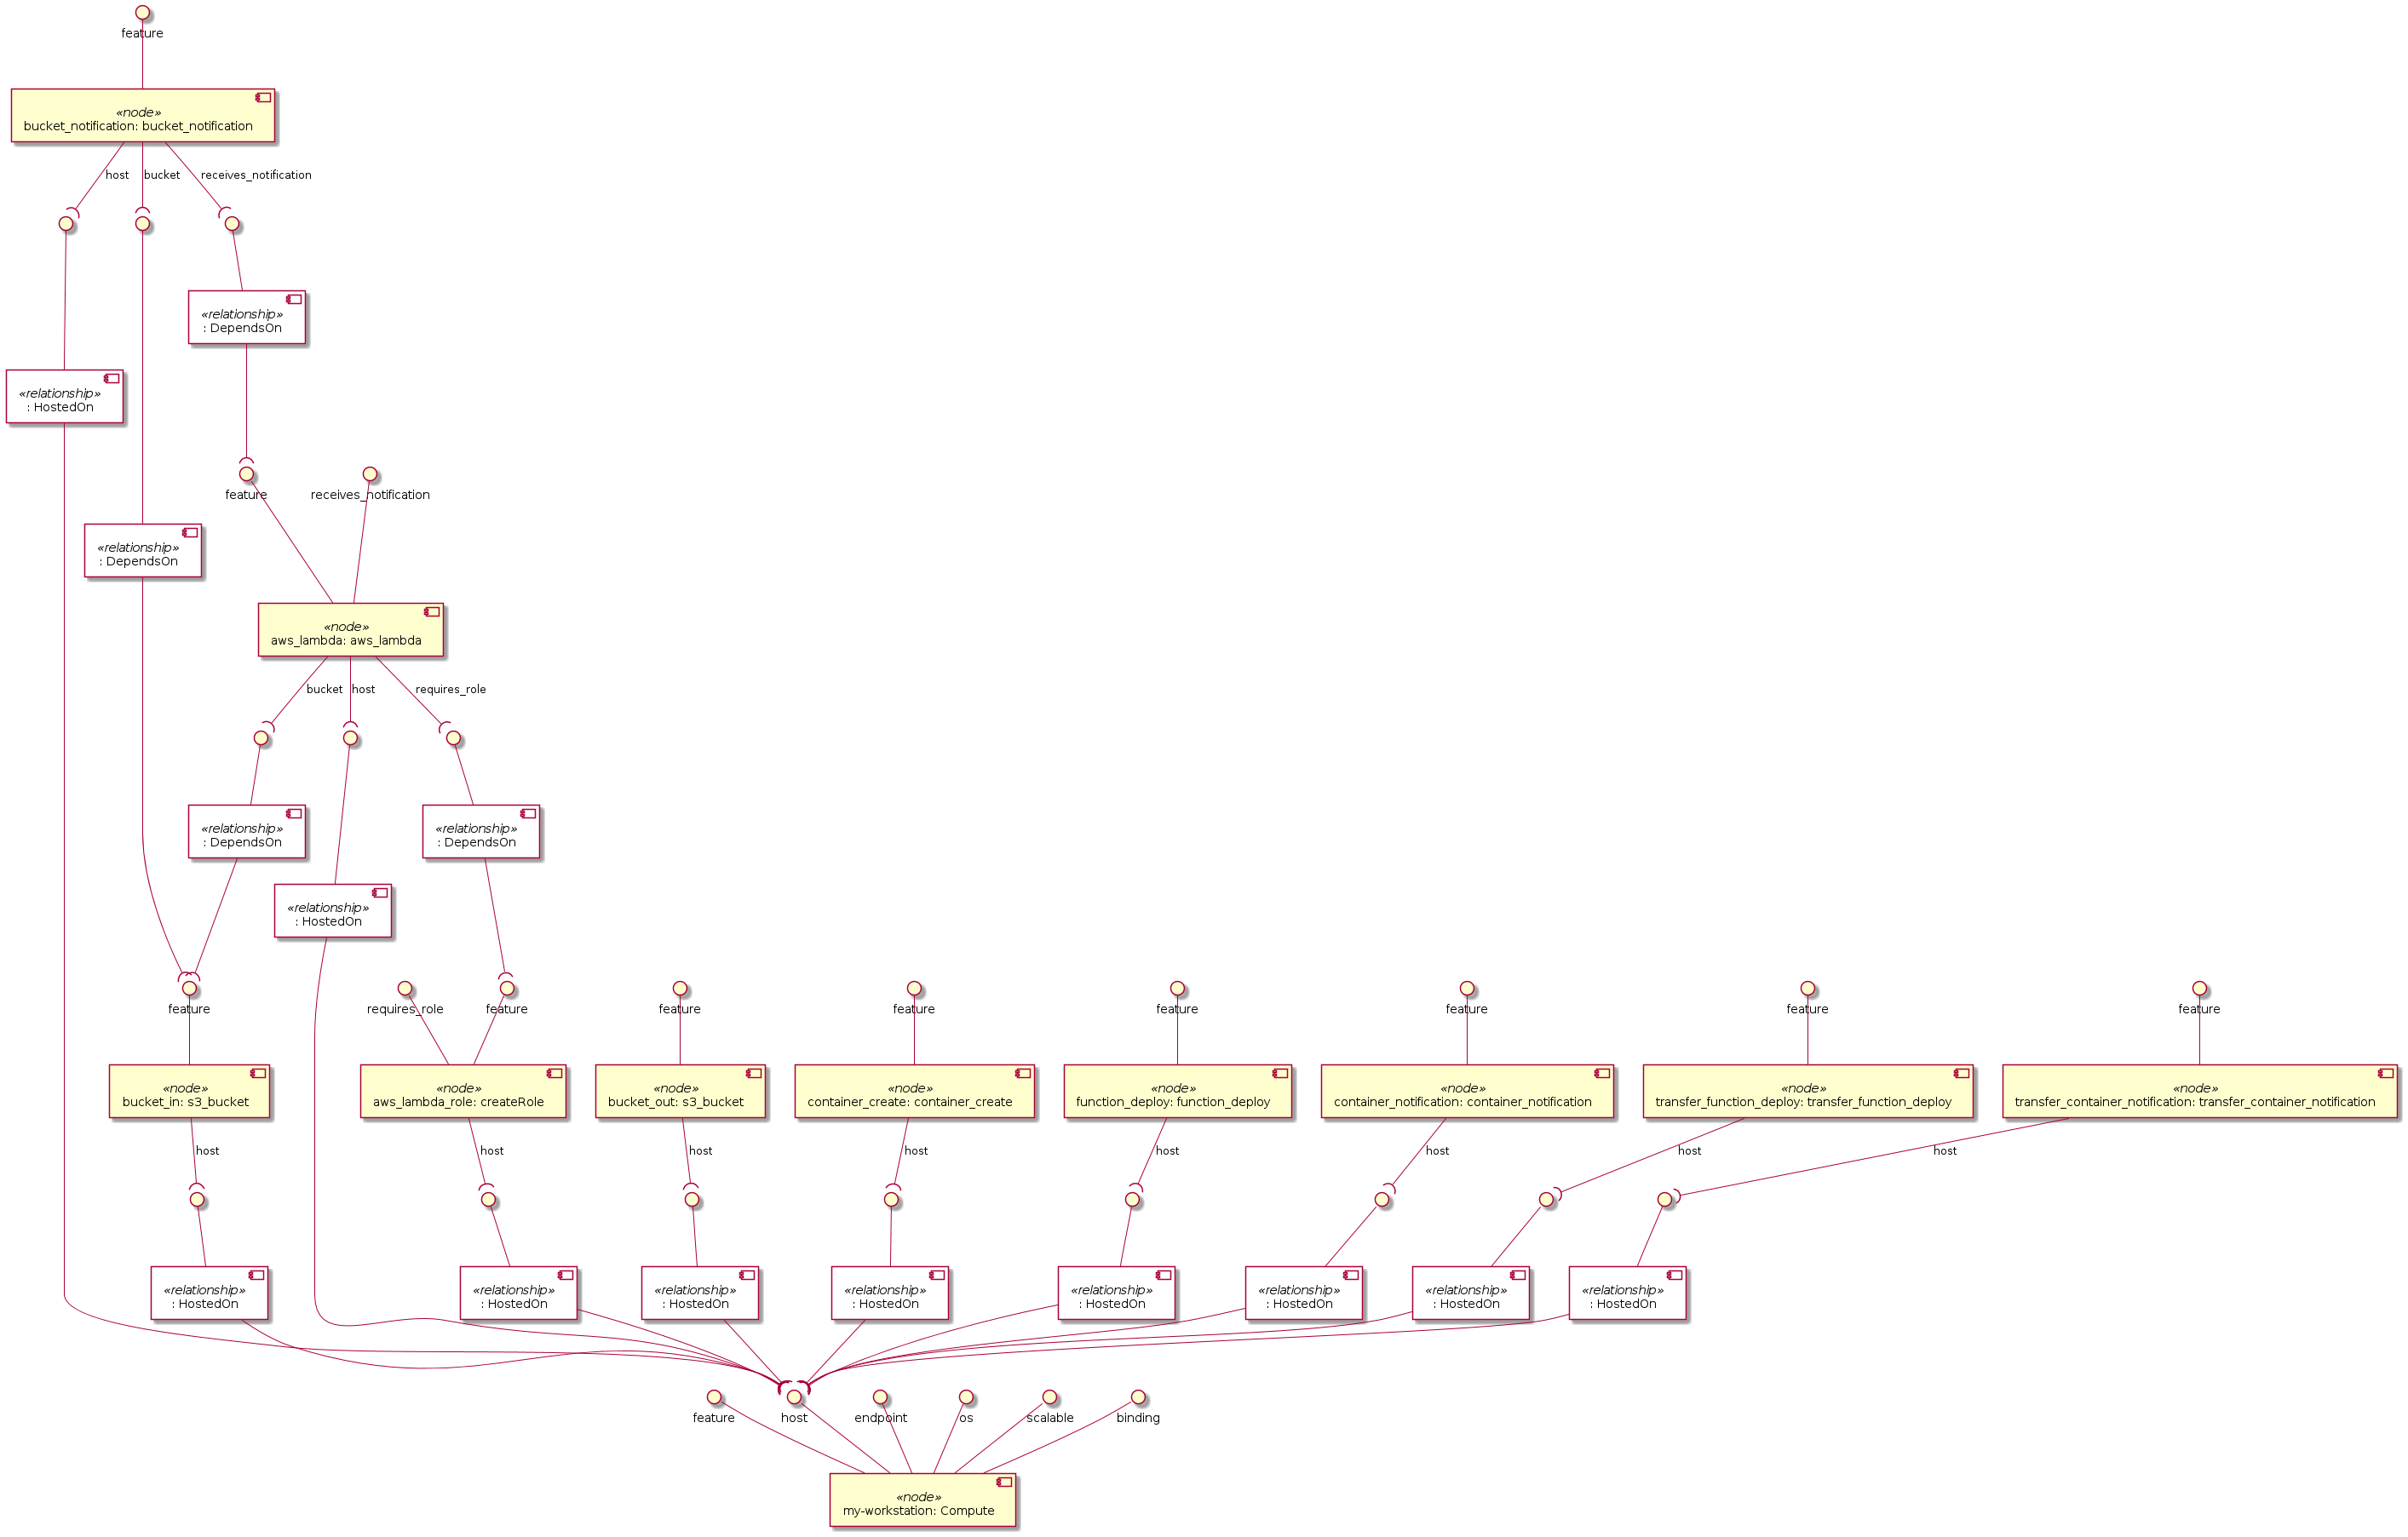 feature
«node»
bucket_notification: bucket_notification
host
bucket
receives_notification
«relationship»
: DependsOn
«relationship»
: HostedOn
feature
receives_notification
«relationship»
: DependsOn
«node»
aws_lambda: aws_lambda
bucket
host
requires_role
«relationship»
: DependsOn
«relationship»
: DependsOn
«relationship»
: HostedOn
feature
requires_role
feature
feature
feature
feature
feature
feature
feature
«node»
bucket_in: s3_bucket
«node»
aws_lambda_role: createRole
«node»
bucket_out: s3_bucket
«node»
container_create: container_create
«node»
function_deploy: function_deploy
«node»
container_notification: container_notification
«node»
transfer_function_deploy: transfer_function_deploy
«node»
transfer_container_notification: transfer_container_notification
host
host
host
host
host
host
host
host
«relationship»
: HostedOn
«relationship»
: HostedOn
«relationship»
: HostedOn
«relationship»
: HostedOn
«relationship»
: HostedOn
«relationship»
: HostedOn
«relationship»
: HostedOn
«relationship»
: HostedOn
feature
host
endpoint
os
scalable
binding
«node»
my-workstation: Compute